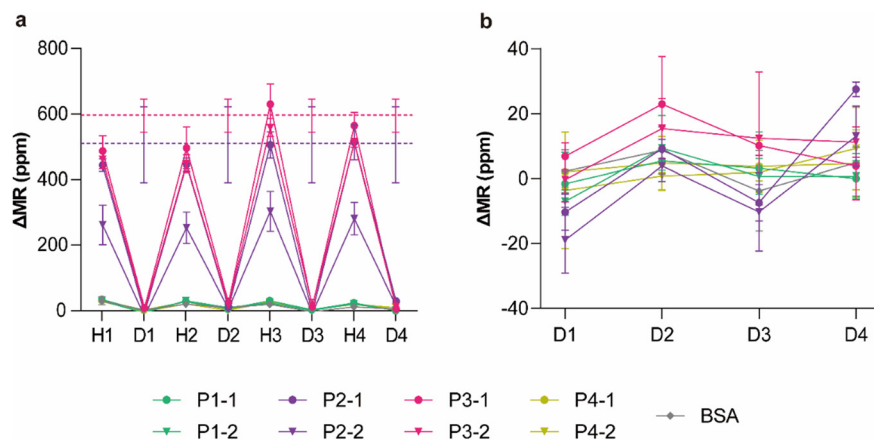 a
b
800
600
400
200
0
ΔMR (ppm)
H1 D1 H2 D2 H3 D3 H4 D4
40
20
0
-20
-40
ΔMR (ppm)
D1 D2 D3 D4
P1-1 P2-1 P3-1 P4-1
BSA
P1-2 P2-2 P3-2 P4-2